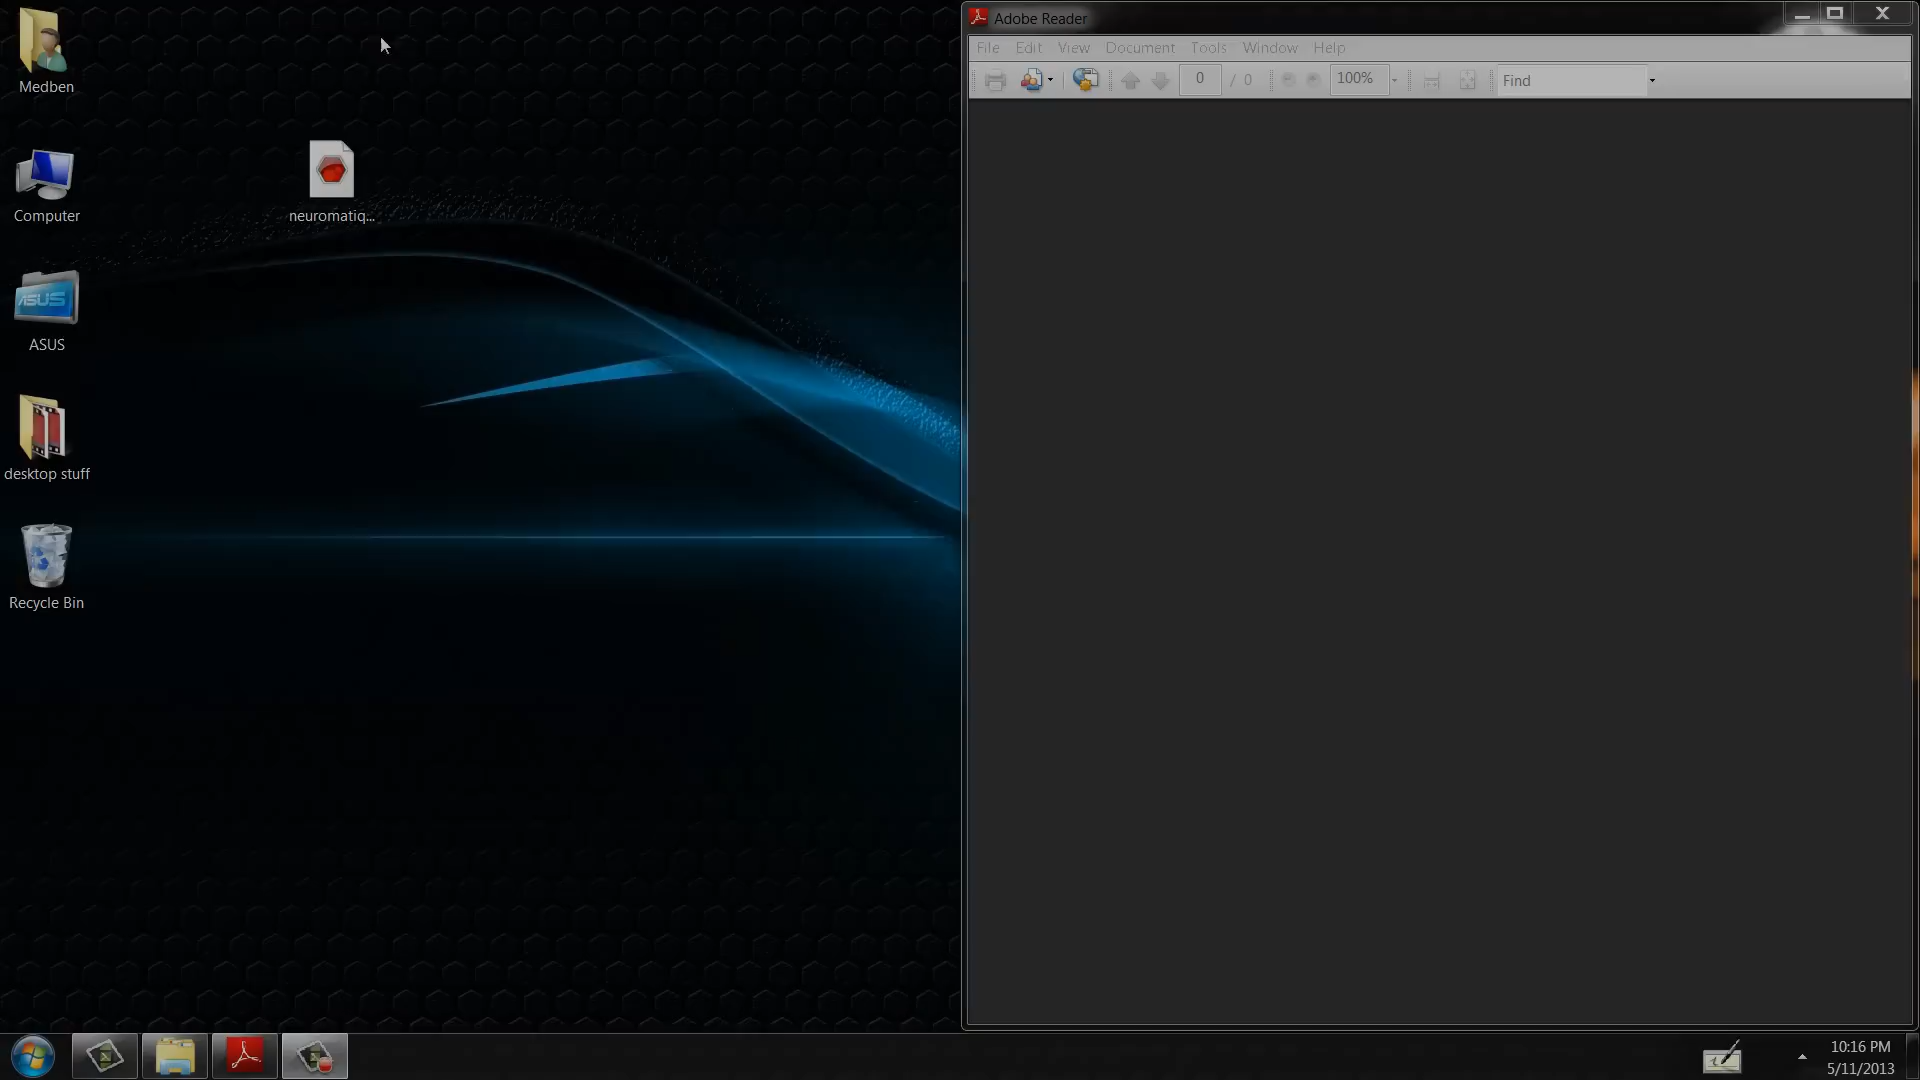 Medben
Computer
ASUS
ASUS
desktop stuff
Recycle Bin
neuromatiq...
Adobe Reader
File Edit View Document Tools Window Help
0 / 0 100% Find
10:16 PM
5/11/2013